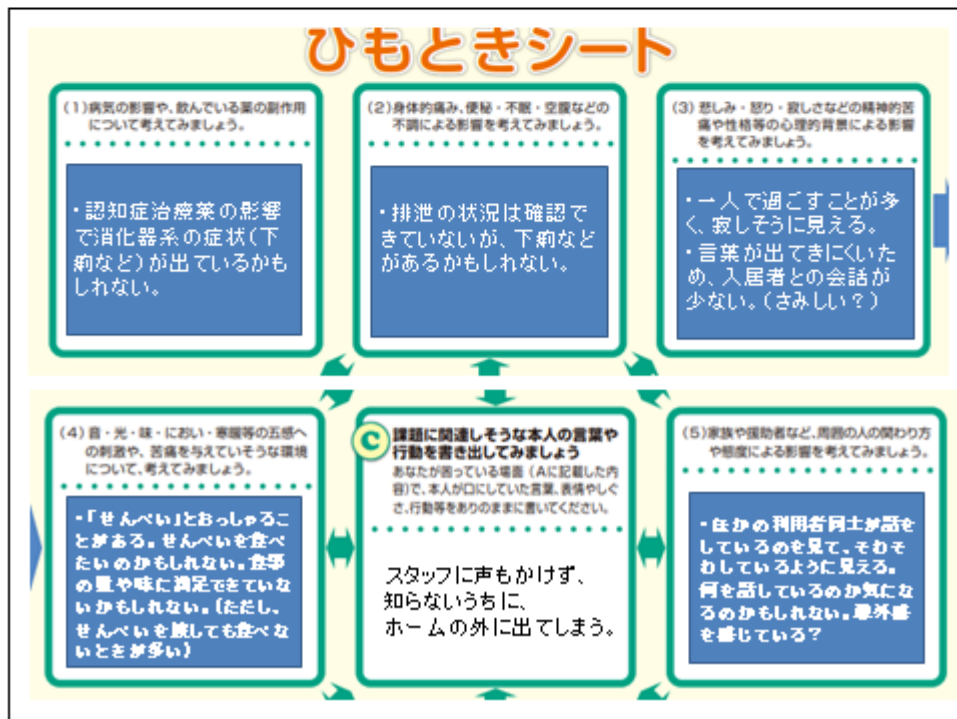 ひもときシート
(1)病気の影響や、飲んでいる薬の副作用
について考えてみましょう。
・認知症治療薬の影響
で消化器系の症状(下
痢など)が出ているかも
しれない。
(2)身体的痛み、便秘・不眠・空腹などの
不調による影響を考えてみましょう。
・排泄の状況は確認で
きていないが、下痢など
があるかもしれない。
(3) 悲しみ・怒り・寂しさなどの精神的苦
痛や性格等の心理的背景による影響
を考えてみましょう。
・一人で過ごすことが多
く、寂しそうに見える。
・言葉が出てきにくいた
め、入居者との会話が
少ない。(さみしい?)
(4)音・光・味・におい・寒暖等の五感へ
の刺激や、苦痛を与えていそうな環境
について、考えてみましょう。
・「せんべい」とおっしゃるこ
とがある。せんべいを食べ
たいのかもしれない。食事
の量や味に満足できていな
いかもしれない。(ただし、
せんべいを渡しても食べな
いときが多い)
C 課題に関連しそうな本人の言葉や
行動を書き出してみましょう
あなたが困っている場面(Aに記載した内
容)で、本人が口にしていた言葉、表情やしぐ
さ、行動等をありのままに書いてください。
スタッフに声もかけず、
知らないうちに、
ホームの外に出てしまう。
(5)家族や援助者など、周囲の人の関わり方
や態度による影響を考えてみましょう。
・ほかの利用者同士が話を
しているのを見て、そわそ
わしているように見える。
何を話しているのか気にな
るのかもしれない。疎外感
を感じている?